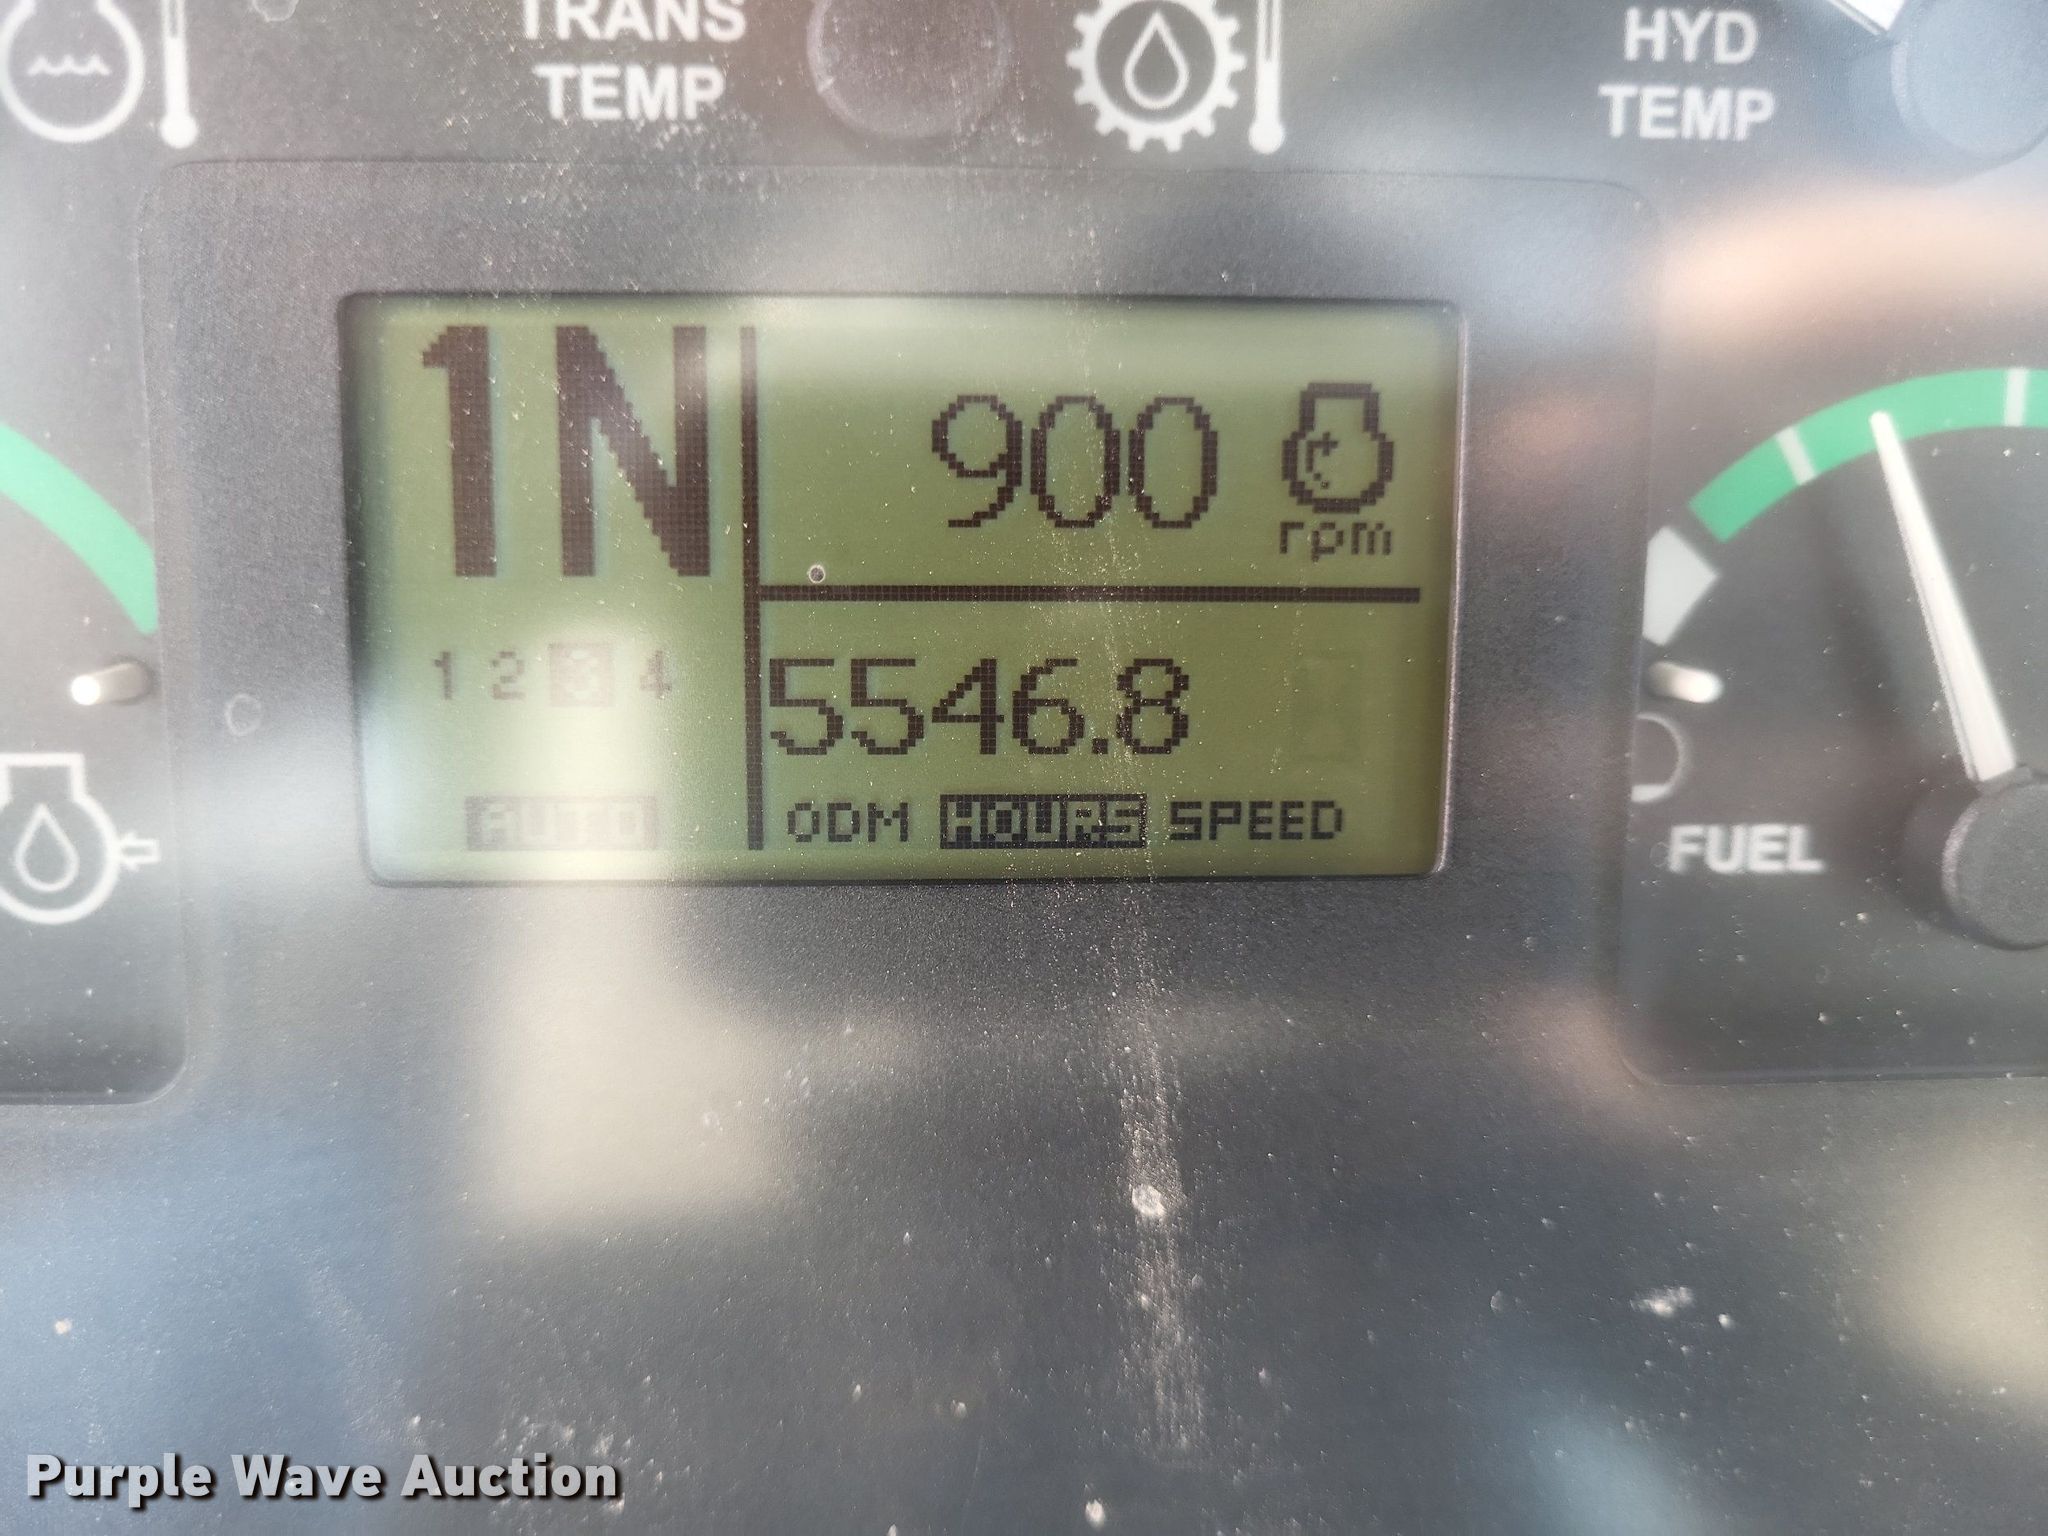 TRANS
TEMP
HYD
TEMP
1N
900
rpm
1 2 3 4
5546.8
AUTO
ODM HOURS SPEED
FUEL
Purple Wave Auction